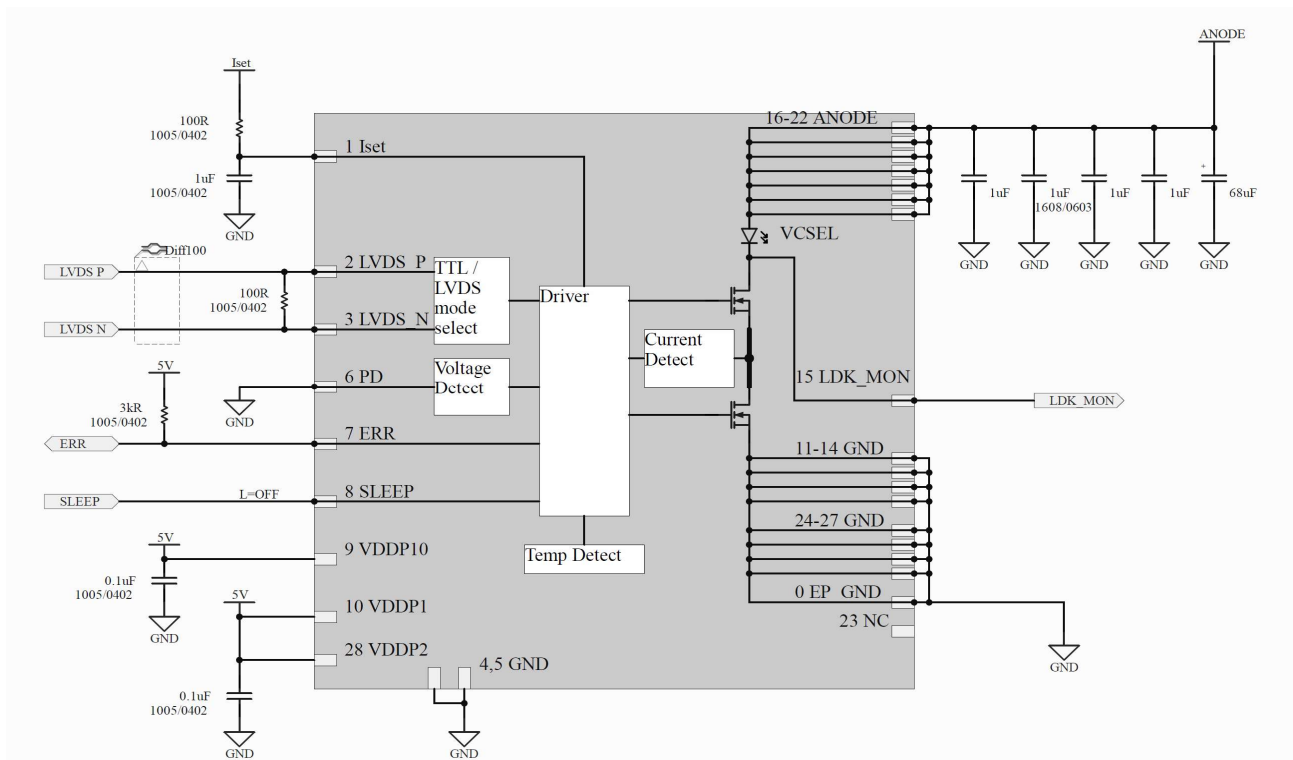 ANODE
Iset
100R
1005/0402
1 Iset
1uF
1005/0402
GND
16-22 ANODE
+
1uF
1uF
1608/0603
1uF
1uF
68uF
GND
GND
GND
GND
GND
VCSEL
Diff100
LVDS P
2 LVDS_P
100R
1005/0402
LVDS N
3 LVDS_N
TTL /
LVDS
mode
select
Driver
Current
Detect
5V
6 PD
Voltage
Detect
GND
3kR
1005/0402
ERR
7 ERR
15 LDK_MON
LDK_MON
SLEEP
L=OFF
8 SLEEP
11-14 GND
24-27 GND
5V
9 VDDP10
Temp Detect
0.1uF
1005/0402
GND
5V
10 VDDP1
0 EP GND
23 NC
28 VDDP2
4,5 GND
GND
0.1uF
1005/0402
GND
GND